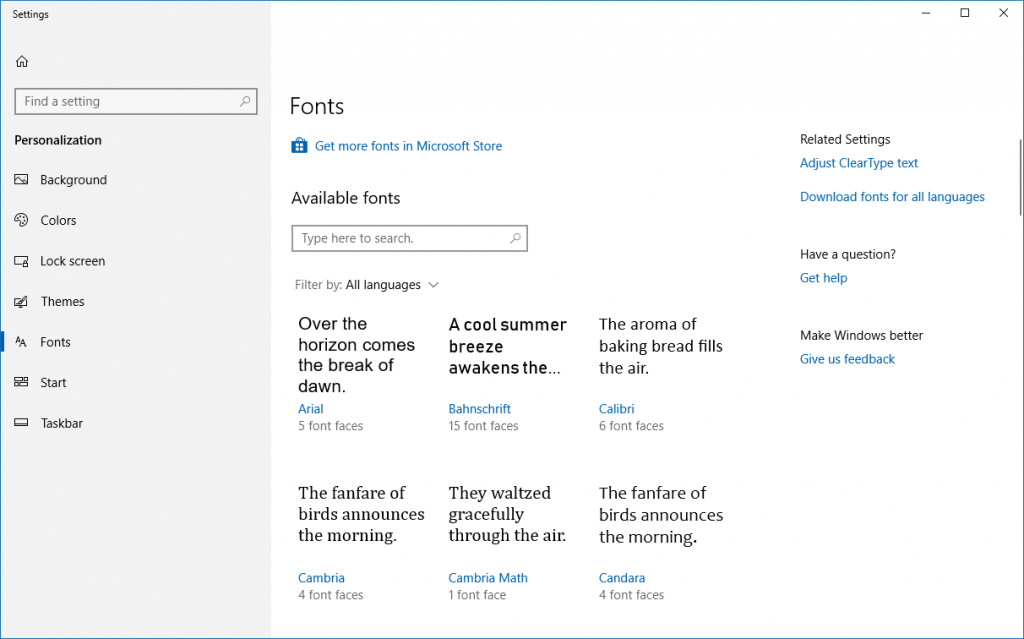 Settings
Find a setting
Personalization
Background
Colors
Lock screen
Themes
Fonts
Start
Taskbar
Fonts
Get more fonts in Microsoft Store
Available fonts
Type here to search.
Filter by: All languages
Over the
horizon comes
the break of
dawn.
Arial
5 font faces
A cool summer
breeze
awakens the...
Bahnschrift
15 font faces
The aroma of
baking bread fills
the air.
Calibri
6 font faces
The fanfare of
birds announces
the morning.
Cambria
4 font faces
They waltzed
gracefully
through the air.
Cambria Math
1 font face
The fanfare of
birds announces
the morning.
Candara
4 font faces
Related Settings
Adjust ClearType text
Download fonts for all languages
Have a question?
Get help
Make Windows better
Give us feedback